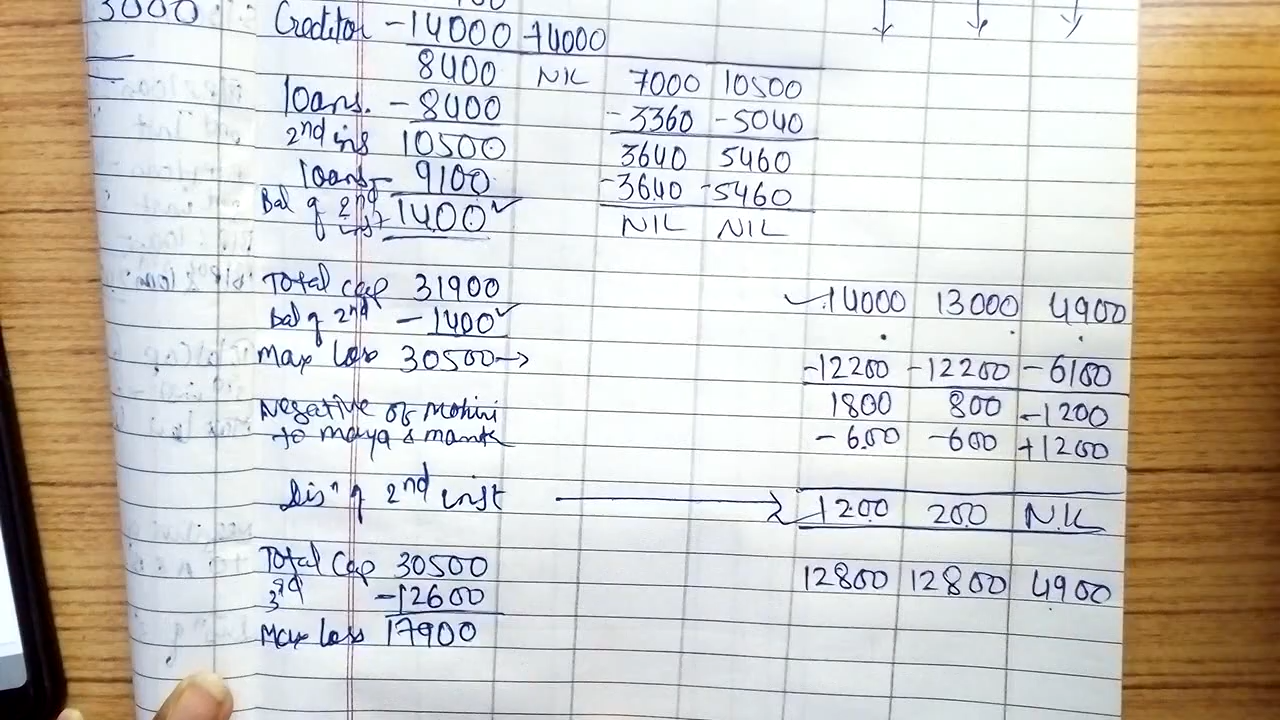 3000 Creditor -14000 -14000
8400 NIL 7000 10500
loans. -8400 -3360 -5040
2nd ins 10500 3640 5460
loans - 9100 -3640 -5460
Bal of 2nd inst 1400 NIL NIL
Total cap 31900 14000 13000 4900
Bal of 2nd -1400
Max Loss 30500 → -12200 -12200 -6100
Negative of Mohini 1800 800 -1200
to Maya & Mamta -600 -600 +1200
Disn of 2nd inst → 1200 200 NIL
Total Cap 30500 12800 12800 4900
3rd -12600
Max Loss 17900